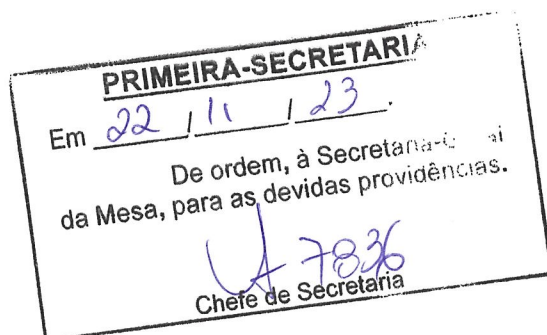 PRIMEIRA-SECRETARIA
Em 22 / 11 / 23.
De ordem, à
da Mesa, para as devidas providências.
7836
Chefe de Secretaria